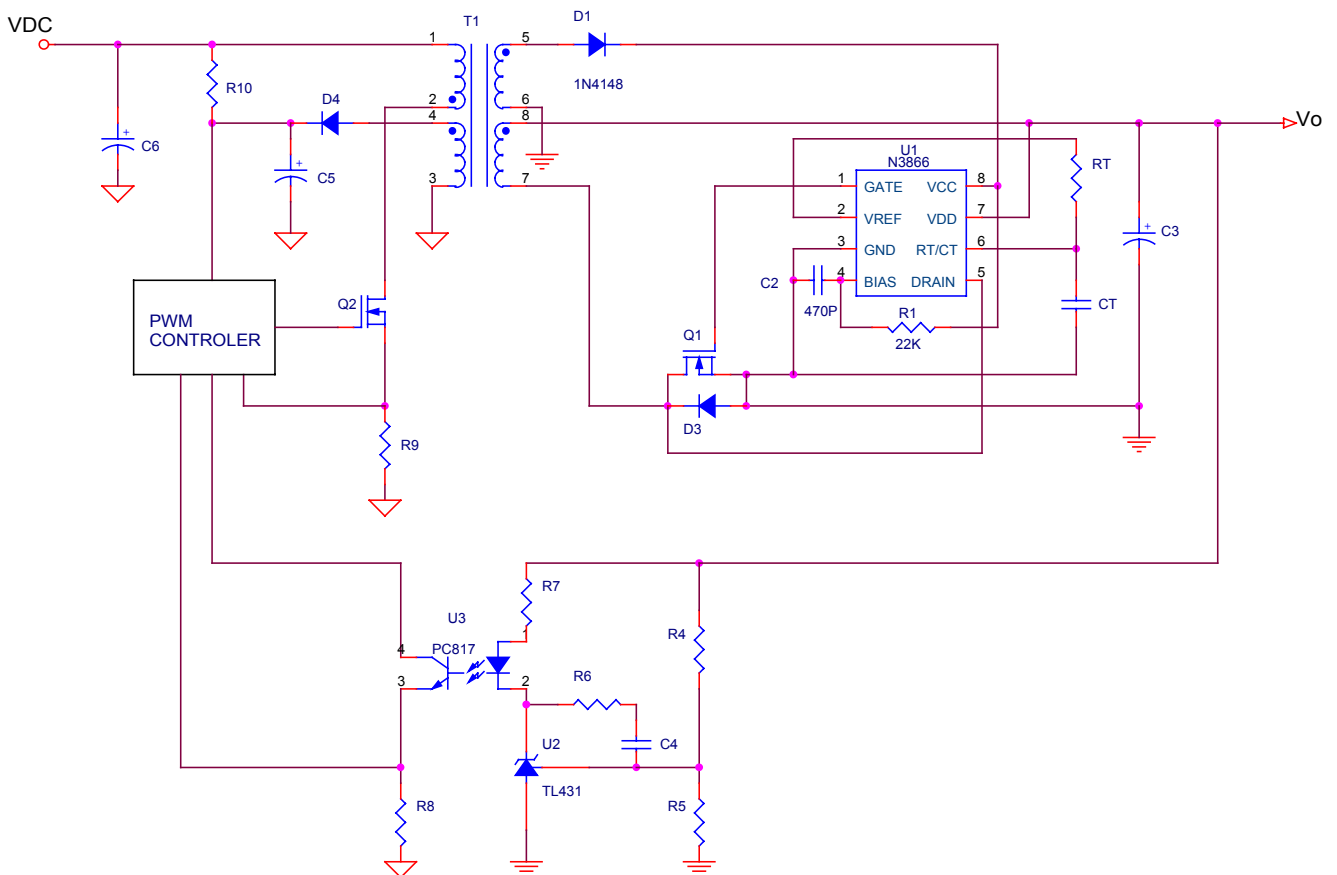 VDC
T1
D1
1
5
R10
1N4148
D4
2
6
4
8
Vo
C6
U1
N3866
RT
C5
3
7
1
GATE
VCC
8
2
VREF
VDD
7
3
GND
RT/CT
6
C3
4
BIAS
DRAIN
5
C2
470P
CT
Q2
R1
22K
PWM
CONTROLER
Q1
D3
R9
R7
U3
1
R4
PC817
4
3
2
R6
U2
C4
TL431
R8
R5